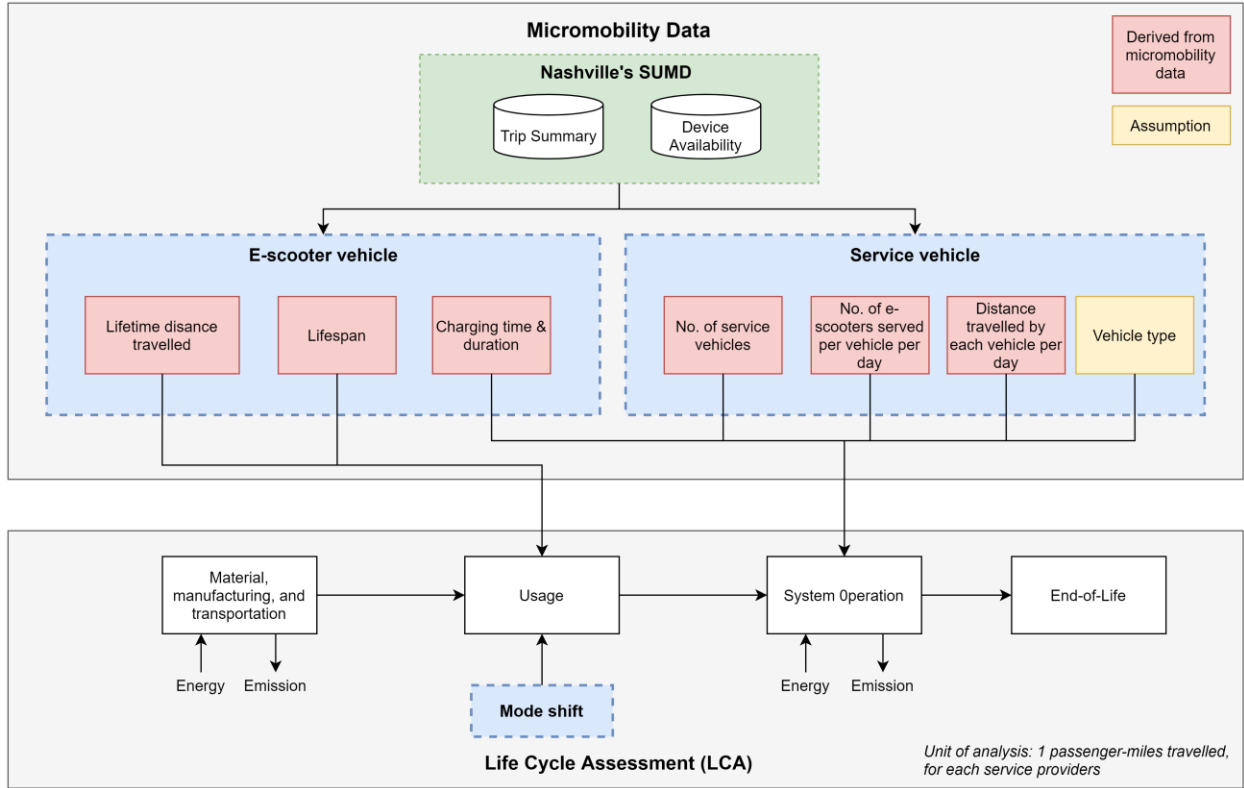 Micromobility Data
Derived from
micromobility
data
Assumption
Nashville's SUMD
Trip Summary
Device
Availability
E-scooter vehicle
Lifetime disance
travelled
Lifespan
Charging time &
duration
Service vehicle
No. of service
vehicles
No. of e-
scooters served
per vehicle per
day
Distance
travelled by
each vehicle per
day
Vehicle type
Material,
manufacturing, and
transportation
Usage
System 0peration
End-of-Life
Energy
Emission
Energy
Emission
Mode shift
Life Cycle Assessment (LCA)
Unit of analysis: 1 passenger-miles travelled,
for each service providers